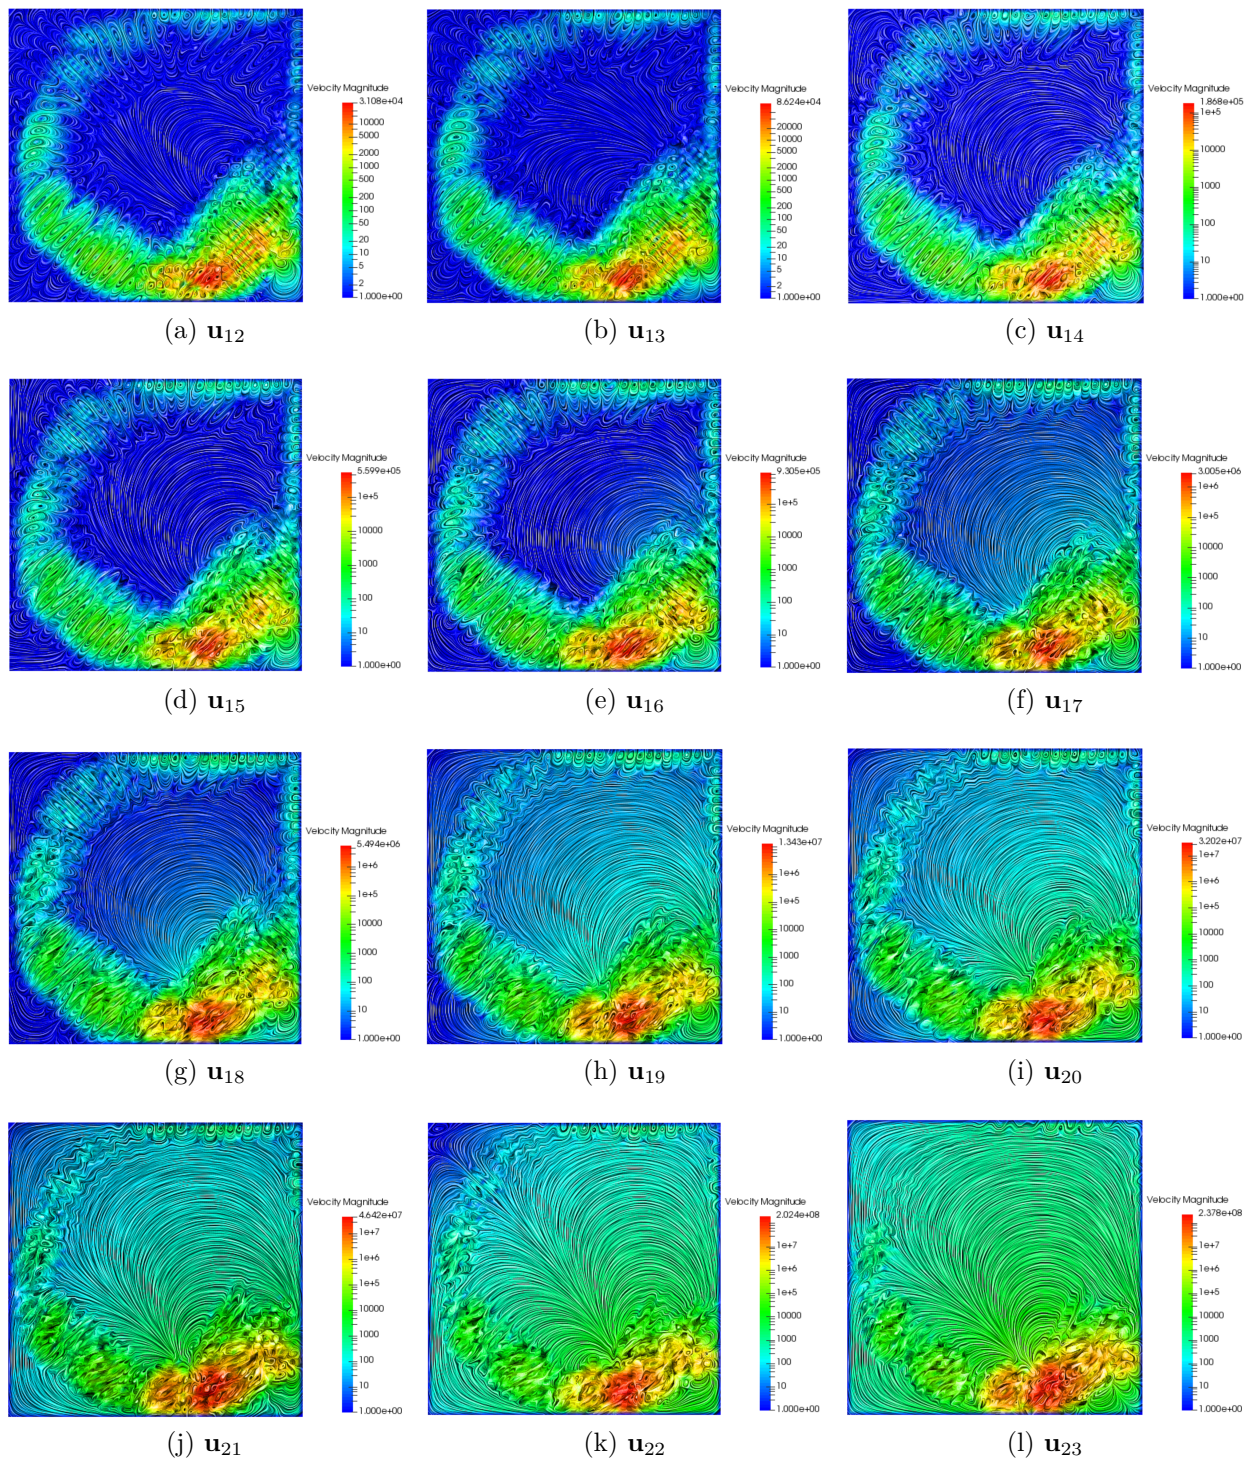 Velocity Magnitude
3.108e+04
10000
5000
2000
1000
500
200
100
50
20
10
5
2
1.000e+00
(a) u12
Velocity Magnitude
8.624e+04
20000
10000
5000
2000
1000
500
200
100
50
20
10
5
2
1.000e+00
(b) u13
Velocity Magnitude
1.868e+05
1e+5
10000
1000
100
10
1.000e+00
(c) u14
Velocity Magnitude
5.599e+05
1e+5
10000
1000
100
10
1.000e+00
(d) u15
Velocity Magnitude
9.305e+05
1e+5
10000
1000
100
10
1.000e+00
(e) u16
Velocity Magnitude
3.005e+06
1e+6
1e+5
10000
1000
100
10
1.000e+00
(f) u17
Velocity Magnitude
5.494e+06
1e+6
1e+5
10000
1000
100
10
1.000e+00
(g) u18
Velocity Magnitude
1.343e+07
1e+6
1e+5
10000
1000
100
10
1.000e+00
(h) u19
Velocity Magnitude
3.202e+07
1e+7
1e+6
1e+5
10000
1000
100
10
1.000e+00
(i) u20
Velocity Magnitude
4.642e+07
1e+7
1e+6
1e+5
10000
1000
100
10
1.000e+00
(j) u21
Velocity Magnitude
2.024e+08
1e+7
1e+6
1e+5
10000
1000
100
10
1.000e+00
(k) u22
Velocity Magnitude
2.378e+08
1e+7
1e+6
1e+5
10000
1000
100
10
1.000e+00
(l) u23